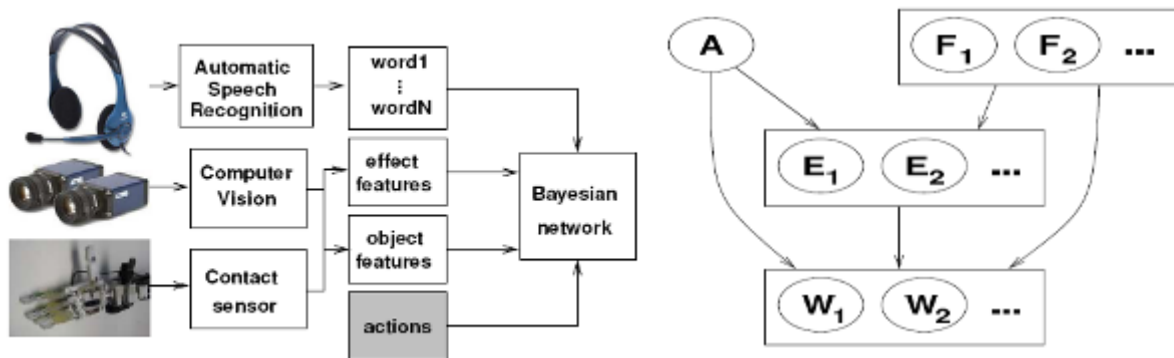 Automatic
Speech
Recognition
word1
⋮
wordN
Computer
Vision
effect
features
Bayesian
network
Contact
sensor
object
features
actions
A
F1
F2
...
E1
E2
...
W1
W2
...